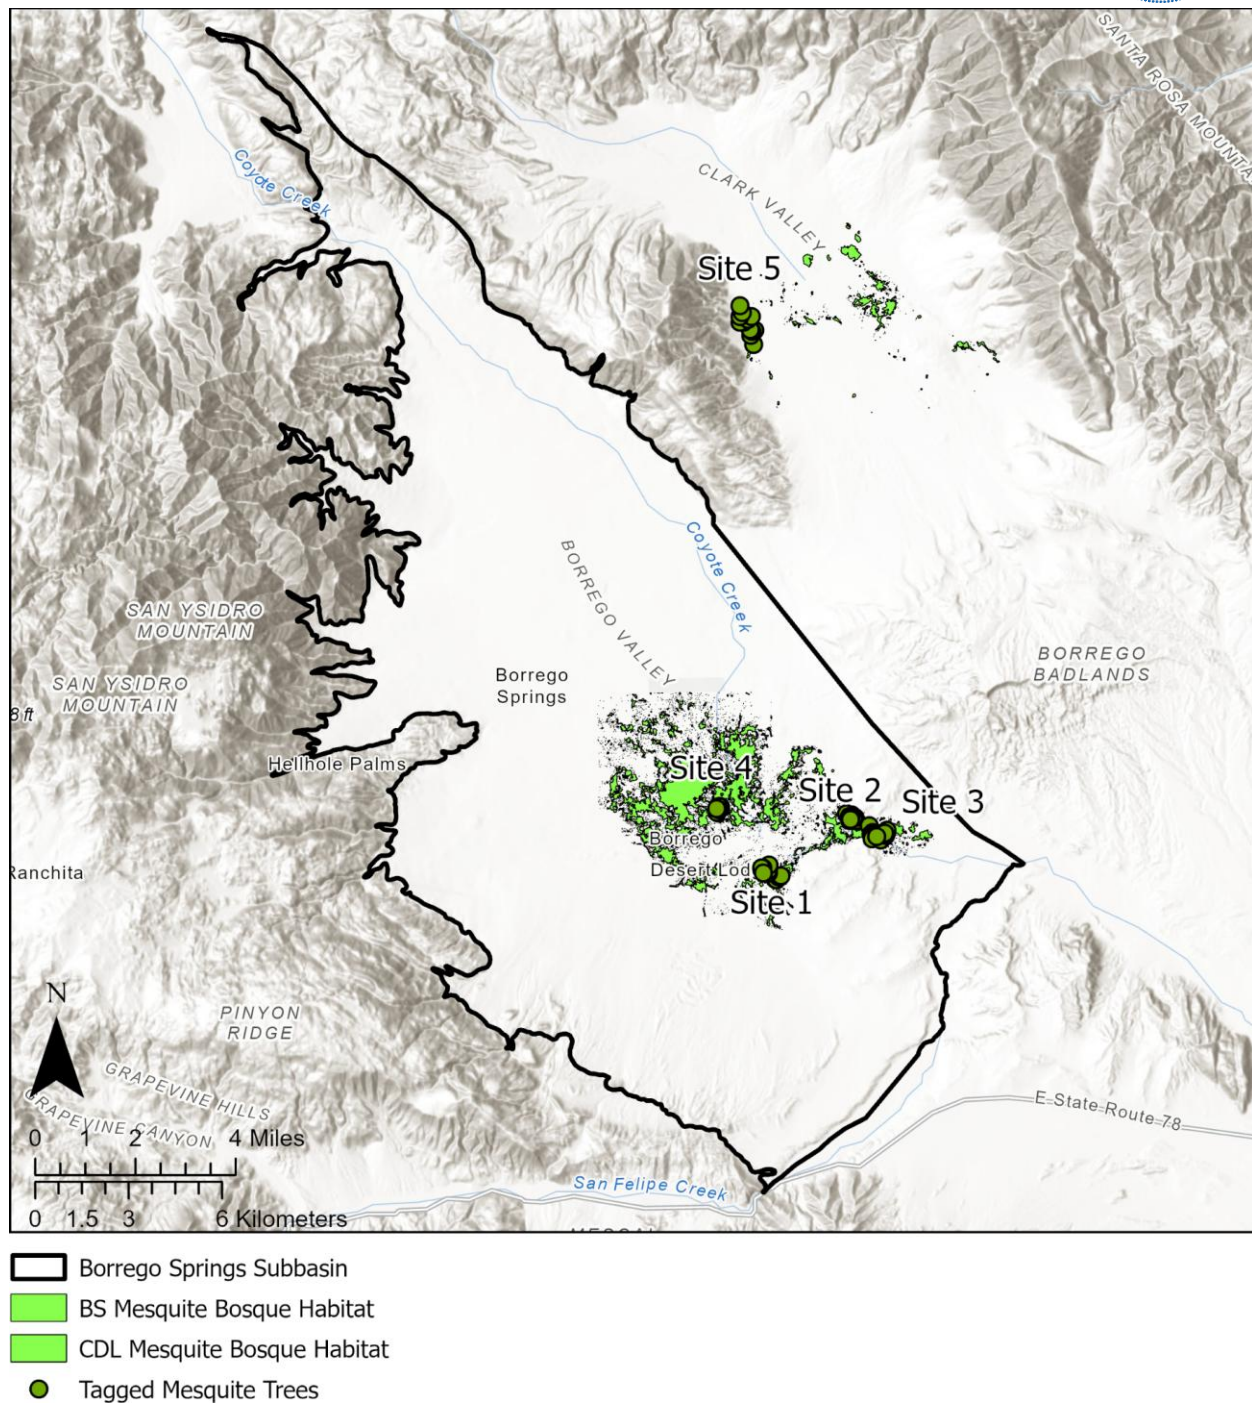 SANTA ROSA MOUNTA
Coyote Creek
CLARK VALLEY
Site 5
Coyote Creek
BORREGO VALLEY
SAN YSIDRO
MOUNTAIN
BORREGO
BADLANDS
Borrego
Springs
SAN YSIDRO
MOUNTAIN
8 ft
Hellhole Palms
Site 4
Site 2
Site 3
Borrego
Desert Lod
Ranchita
Site 1
N
PINYON
RIDGE
GRAPEVINE HILLS
GRAPEVINE CANYON
E State Route 78
0 1 2 4 Miles
San Felipe Creek
0 1.5 3 6 Kilometers
Borrego Springs Subbasin
BS Mesquite Bosque Habitat
CDL Mesquite Bosque Habitat
Tagged Mesquite Trees